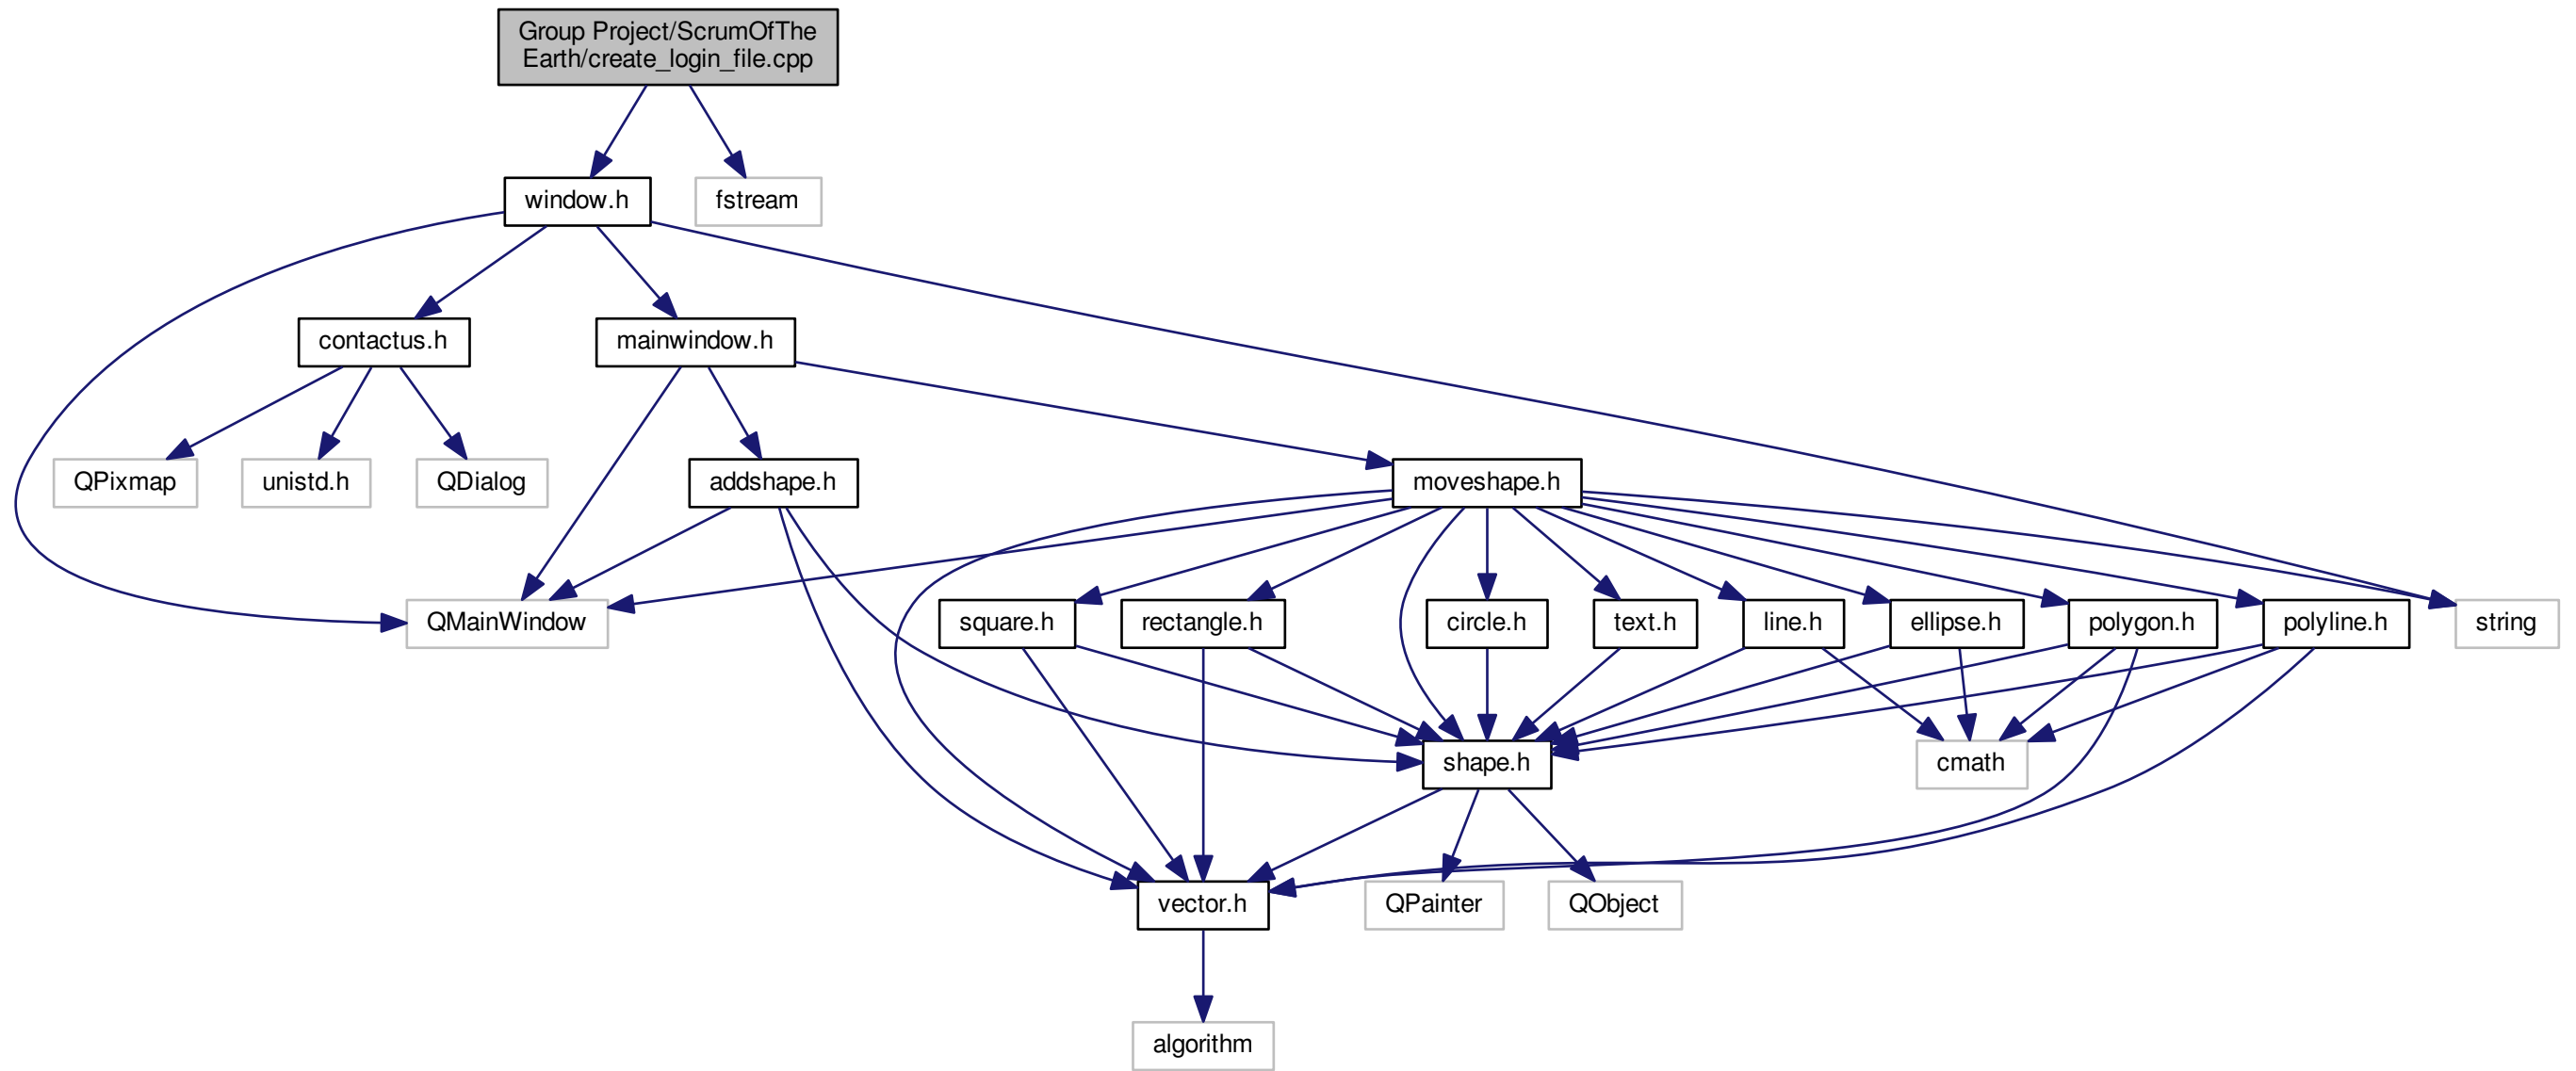 Group Project/ScrumOfThe
Earth/create_login_file.cpp
window.h
fstream
contactus.h
mainwindow.h
QPixmap
unistd.h
QDialog
addshape.h
moveshape.h
QMainWindow
square.h
rectangle.h
circle.h
text.h
line.h
ellipse.h
polygon.h
polyline.h
string
shape.h
cmath
vector.h
QPainter
QObject
algorithm